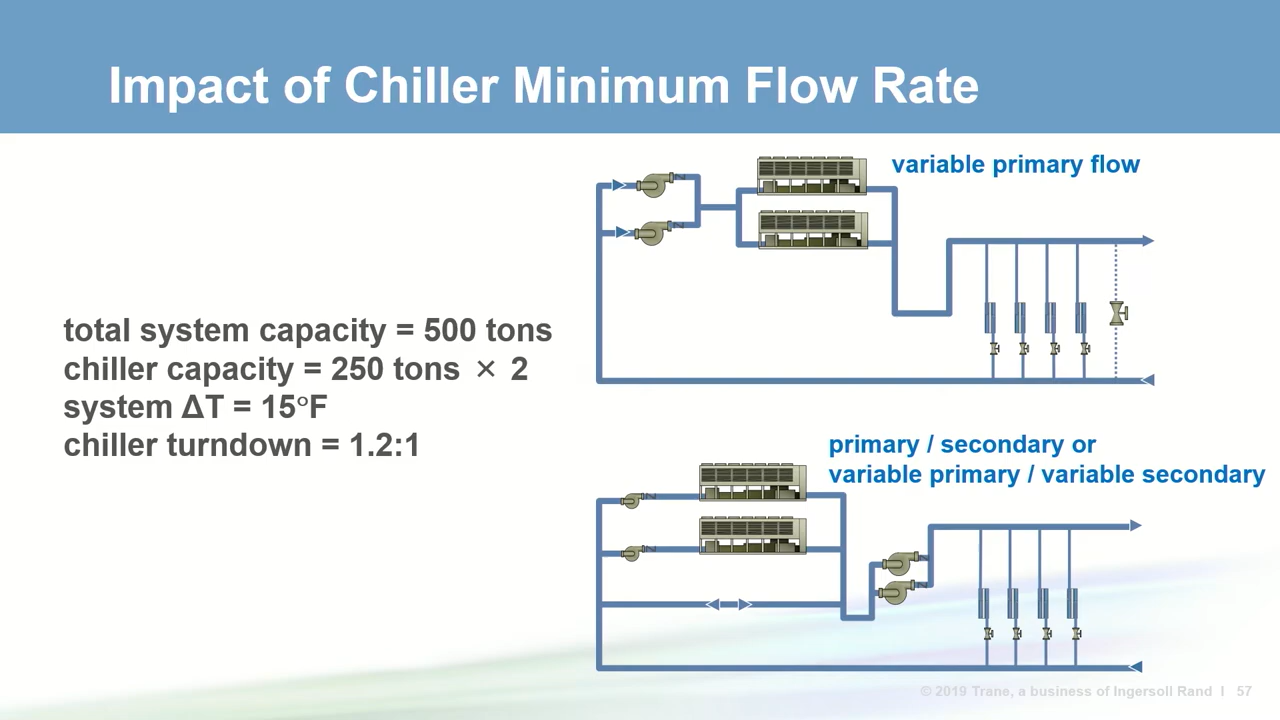 Impact of Chiller Minimum Flow Rate
variable primary flow
total system capacity = 500 tons
chiller capacity = 250 tons × 2
system ΔT = 15°F
chiller turndown = 1.2:1
primary / secondary or
variable primary / variable secondary
© 2019 Trane, a business of Ingersoll Rand I 57